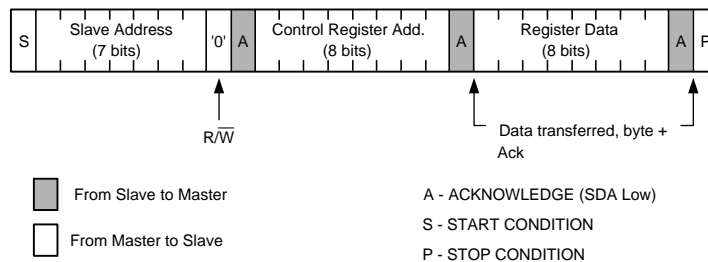 S Slave Address (7 bits) '0' A Control Register Add. (8 bits) A Register Data (8 bits) A P
R/W
Data transferred, byte +
Ack
From Slave to Master
From Master to Slave
A - ACKNOWLEDGE (SDA Low)
S - START CONDITION
P - STOP CONDITION